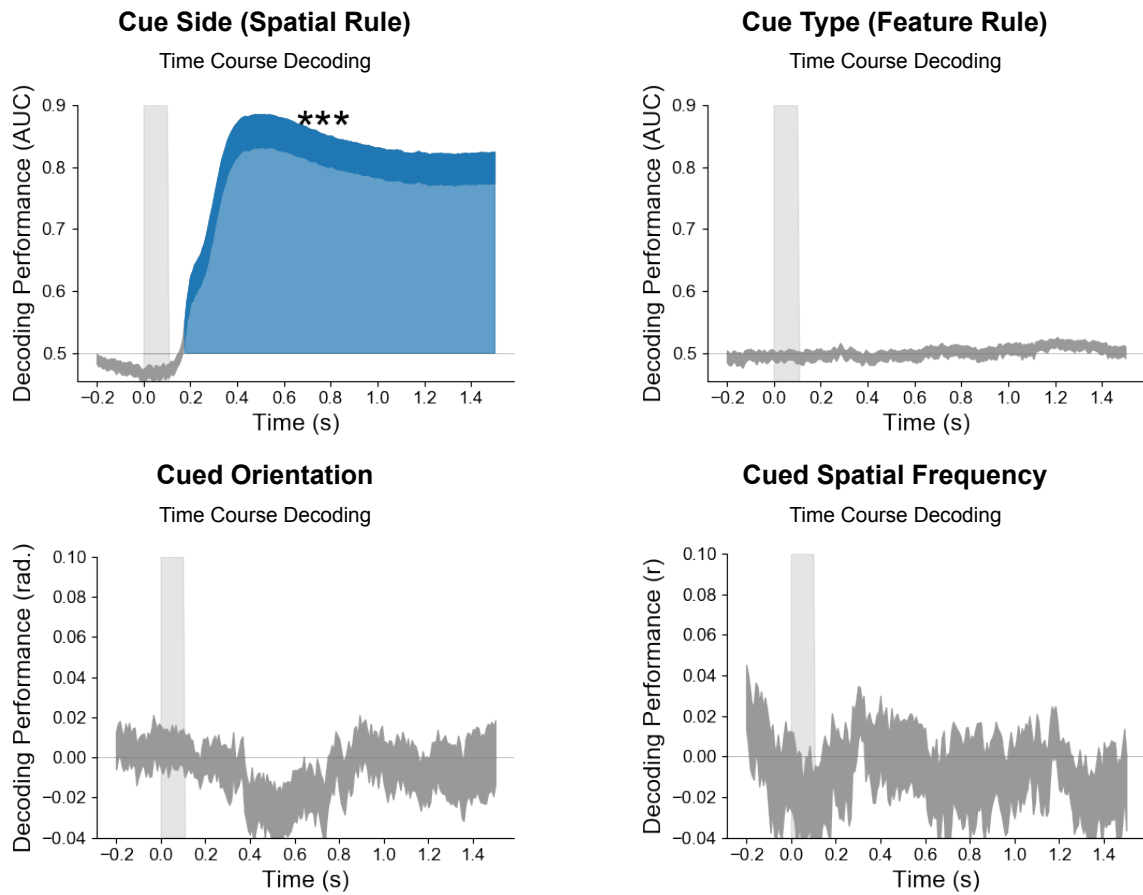 Cue Side (Spatial Rule)
Time Course Decoding
Decoding Performance (AUC)
0.9
0.8
0.7
0.6
0.5
***
−0.2 0.0 0.2 0.4 0.6 0.8 1.0 1.2 1.4
Time (s)
Cue Type (Feature Rule)
Time Course Decoding
Decoding Performance (AUC)
0.9
0.8
0.7
0.6
0.5
−0.2 0.0 0.2 0.4 0.6 0.8 1.0 1.2 1.4
Time (s)
Cued Orientation
Time Course Decoding
Decoding Performance (rad.)
0.10
0.08
0.06
0.04
0.02
0.00
−0.02
−0.04
−0.2 0.0 0.2 0.4 0.6 0.8 1.0 1.2 1.4
Time (s)
Cued Spatial Frequency
Time Course Decoding
Decoding Performance (r)
0.10
0.08
0.06
0.04
0.02
0.00
−0.02
−0.04
−0.2 0.0 0.2 0.4 0.6 0.8 1.0 1.2 1.4
Time (s)